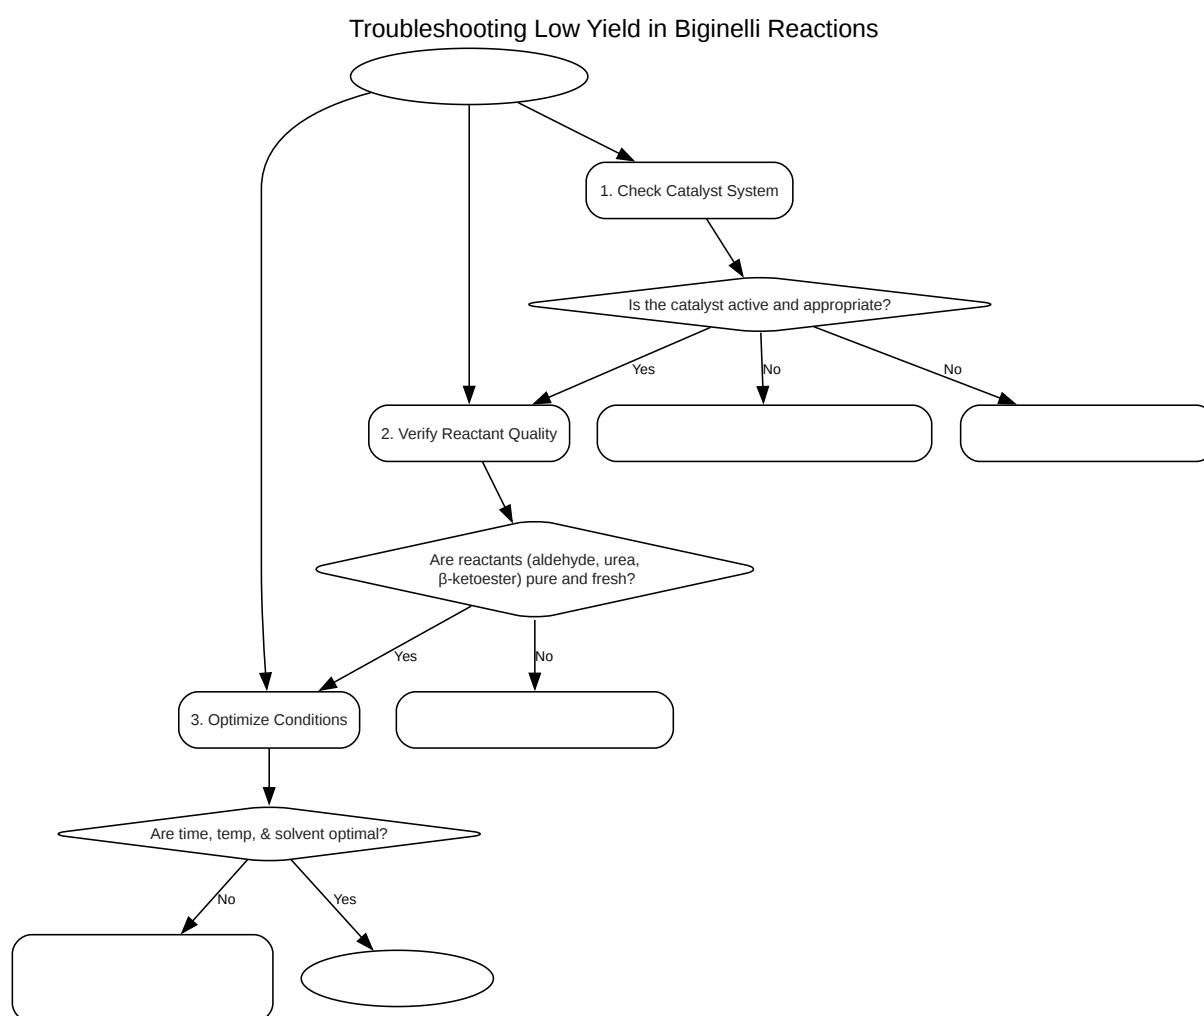 Troubleshooting Low Yield in Biginelli Reactions
1. Check Catalyst System
Is the catalyst active and appropriate?
Yes
No
No
2. Verify Reactant Quality
Are reactants (aldehyde, urea,
β-ketoester) pure and fresh?
Yes
No
3. Optimize Conditions
Are time, temp, & solvent optimal?
No
Yes